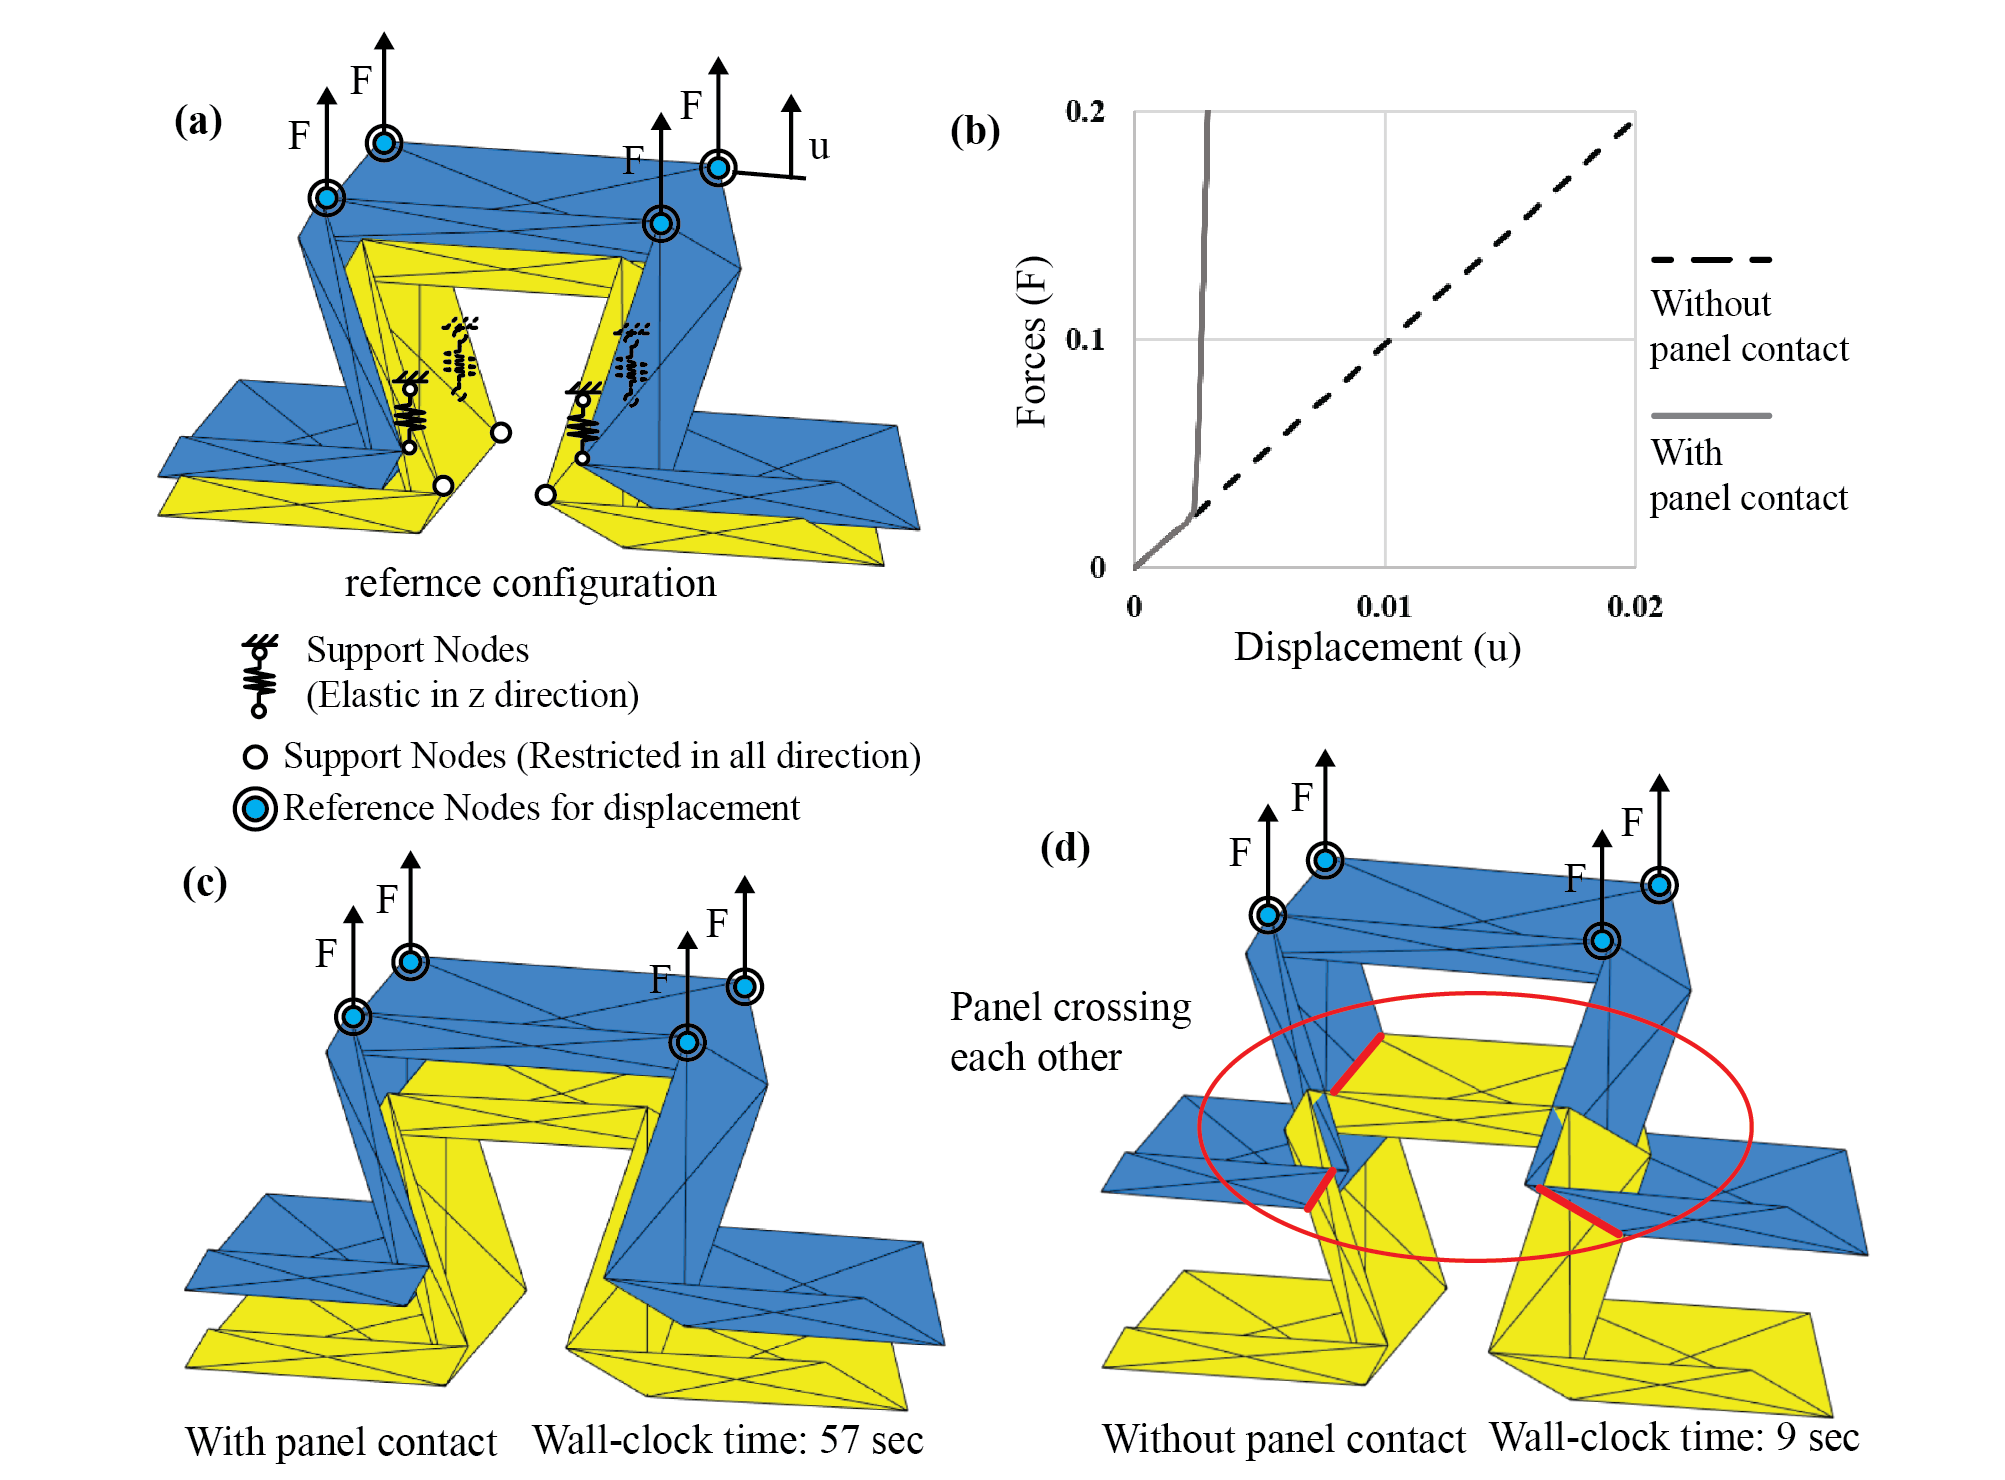 (a)
F
F
F
F
u
refernce configuration
Support Nodes
(Elastic in z direction)
Support Nodes (Restricted in all direction)
Reference Nodes for displacement
(b)
0.2
0.1
0
0
0.01
0.02
Forces (F)
Displacement (u)
Without
panel contact
With
panel contact
(c)
F
F
F
F
With panel contact
Wall-clock time: 57 sec
(d)
F
F
F
F
Panel crossing
each other
Without panel contact
Wall-clock time: 9 sec